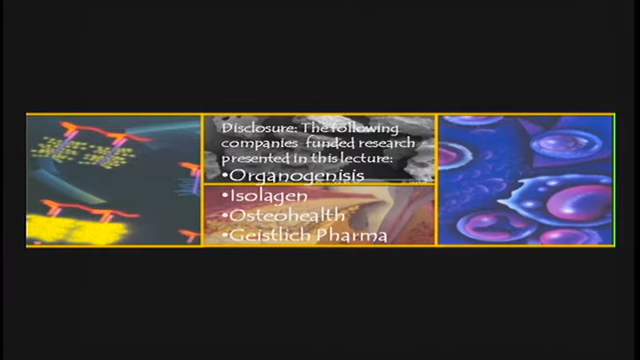 Disclosure: The following
companies funded research
presented in this lecture:
•Organogenisis
•Isolagen
•Osteohealth
•Geistlich Pharma